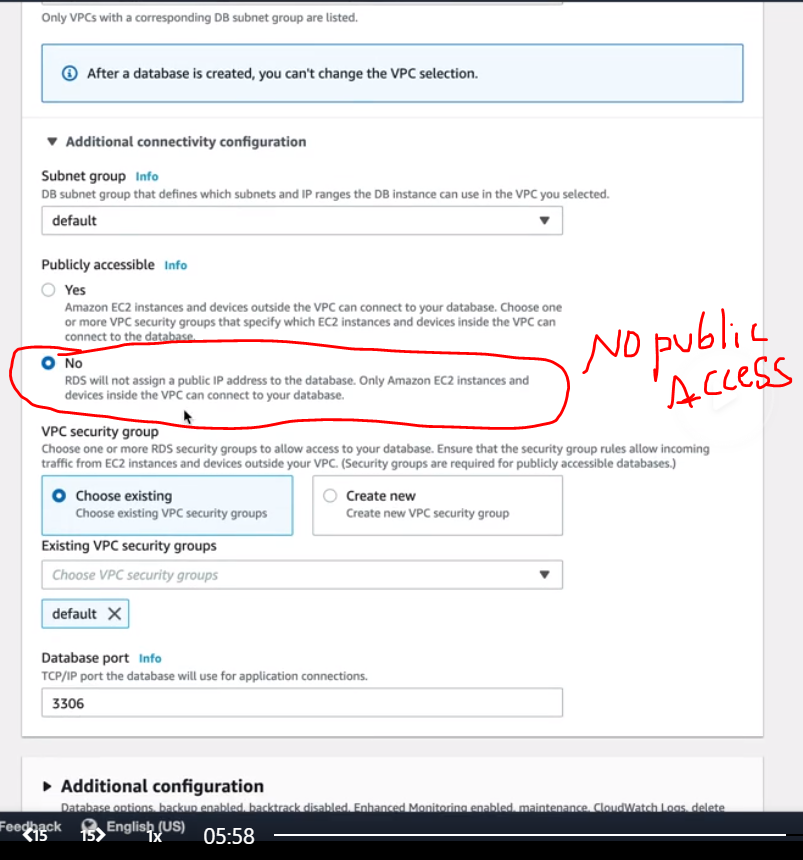 Only VPCs with a corresponding DB subnet group are listed.
After a database is created, you can't change the VPC selection.
Additional connectivity configuration
Subnet group Info
DB subnet group that defines which subnets and IP ranges the DB instance can use in the VPC you selected.
default
Publicly accessible Info
Yes
Amazon EC2 instances and devices outside the VPC can connect to your database. Choose one
or more VPC security groups that specify which EC2 instances and devices inside the VPC can
connect to the database.
No
RDS will not assign a public IP address to the database. Only Amazon EC2 instances and
devices inside the VPC can connect to your database.
NO public
Access
VPC security group
Choose one or more RDS security groups to allow access to your database. Ensure that the security group rules allow incoming
traffic from EC2 instances and devices outside your VPC. (Security groups are required for publicly accessible databases.)
Choose existing
Choose existing VPC security groups
Create new
Create new VPC security group
Existing VPC security groups
Choose VPC security groups
default
Database port Info
TCP/IP port the database will use for application connections.
3306
Additional configuration
Database options, backup enabled, backtrack disabled, Enhanced Monitoring enabled, maintenance, CloudWatch Logs, delete
Feedback English (US)
15 15 1x 05:58